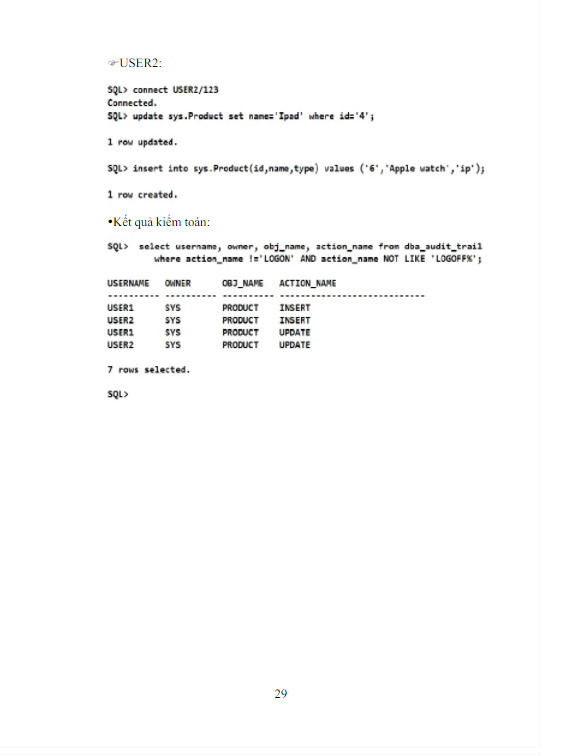 ☞USER2:
SQL> connect USER2/123
Connected.
SQL> update sys.Product set name='Ipad' where id='4';
1 row updated.
SQL> insert into sys.Product(id,name,type) values ('6','Apple watch','ip');
1 row created.
•Kết quả kiểm toán:
SQL> select username, owner, obj_name, action_name from dba_audit_trail
where action_name !='LOGON' AND action_name NOT LIKE 'LOGOFF%';
USERNAME OWNER OBJ_NAME ACTION_NAME
---------- ---------- ---------- ----------------------------
USER1 SYS PRODUCT INSERT
USER2 SYS PRODUCT INSERT
USER1 SYS PRODUCT UPDATE
USER2 SYS PRODUCT UPDATE
7 rows selected.
SQL>
29